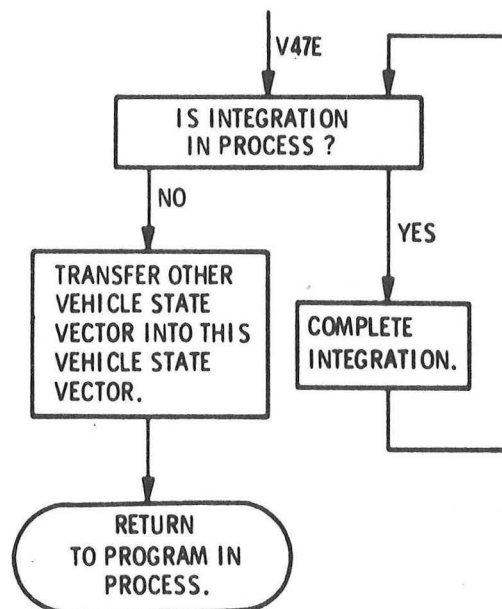 V47E
IS INTEGRATION
IN PROCESS ?
NO
YES
TRANSFER OTHER
VEHICLE STATE
VECTOR INTO THIS
VEHICLE STATE
VECTOR.
COMPLETE
INTEGRATION.
RETURN
TO PROGRAM IN
PROCESS.